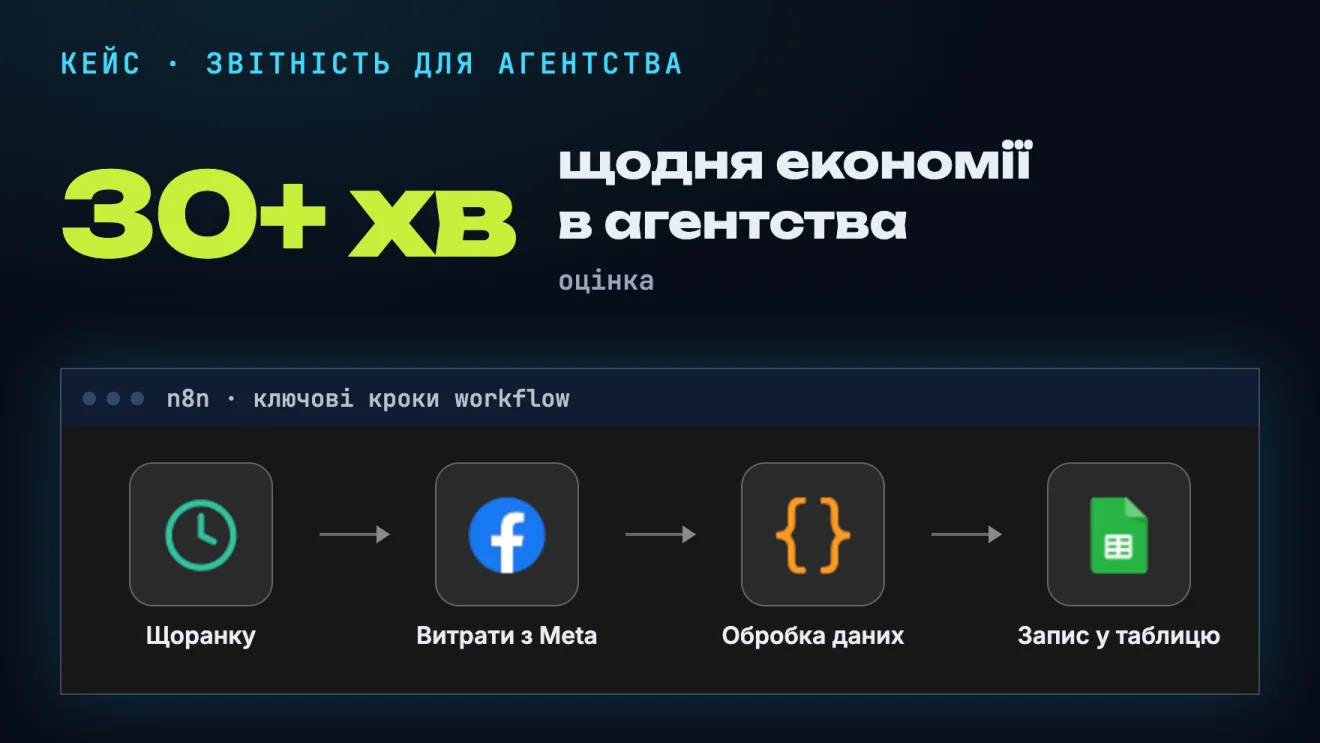 КЕЙС · ЗВІТНІСТЬ ДЛЯ АГЕНТСТВА
30+ хв
щодня економії
в агентства
оцінка
n8n · ключові кроки workflow
Щоранку
Витрати з Meta
Обробка даних
Запис у таблицю